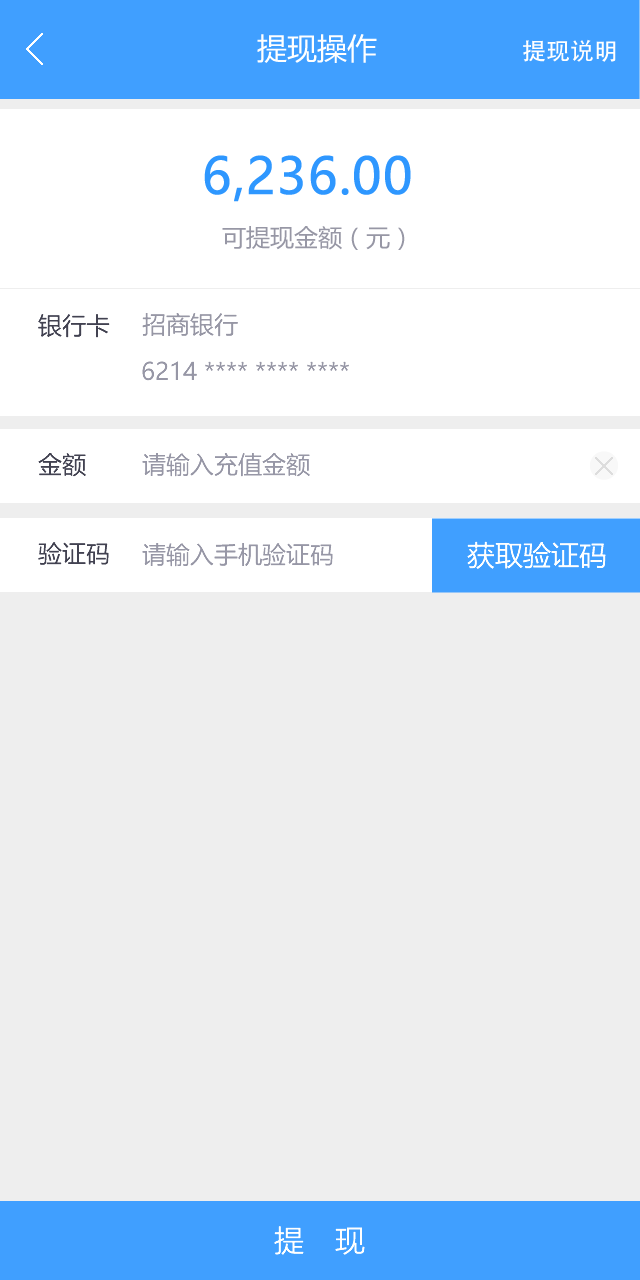 提现操作 提现说明
6,236.00
可提现金额(元)
银行卡 招商银行
6214 **** **** ****
金额 请输入充值金额
验证码 请输入手机验证码 获取验证码
提 现